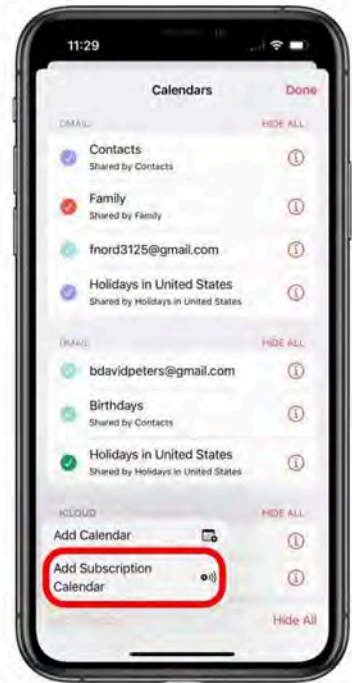 11:29
Calendars
Done
GMAIL
HIDE ALL
Contacts
Shared by Contacts
Family
Shared by Family
fnord3125@gmail.com
Holidays in United States
Shared by Holidays in United States
GMAIL
HIDE ALL
bdavidpeters@gmail.com
Birthdays
Shared by Contacts
Holidays in United States
Shared by Holidays in United States
ICLOUD
HIDE ALL
Add Calendar
Add Subscription
Calendar
Hide All